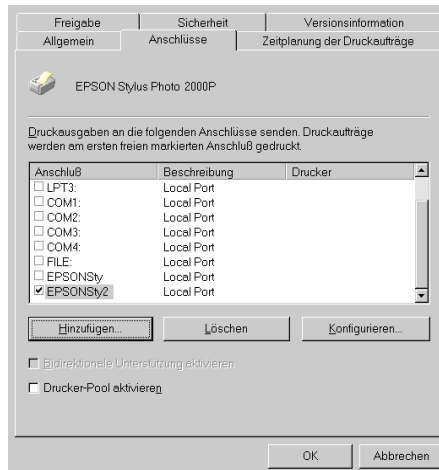 Freigabe Sicherheit Versionsinformation
Allgemein Anschlüsse Zeitplanung der Druckaufträge
EPSON Stylus Photo 2000P
Druckausgaben an die folgenden Anschlüsse senden. Druckaufträge
werden am ersten freien markierten Anschluß gedruckt.
Anschluß Beschreibung Drucker
LPT3: Local Port
COM1: Local Port
COM2: Local Port
COM3: Local Port
COM4: Local Port
FILE: Local Port
EPSONSty Local Port
EPSONSty2 Local Port
Hinzufügen... Löschen Konfigurieren...
Bidirektionale Unterstützung aktivieren
Drucker-Pool aktivieren
OK Abbrechen